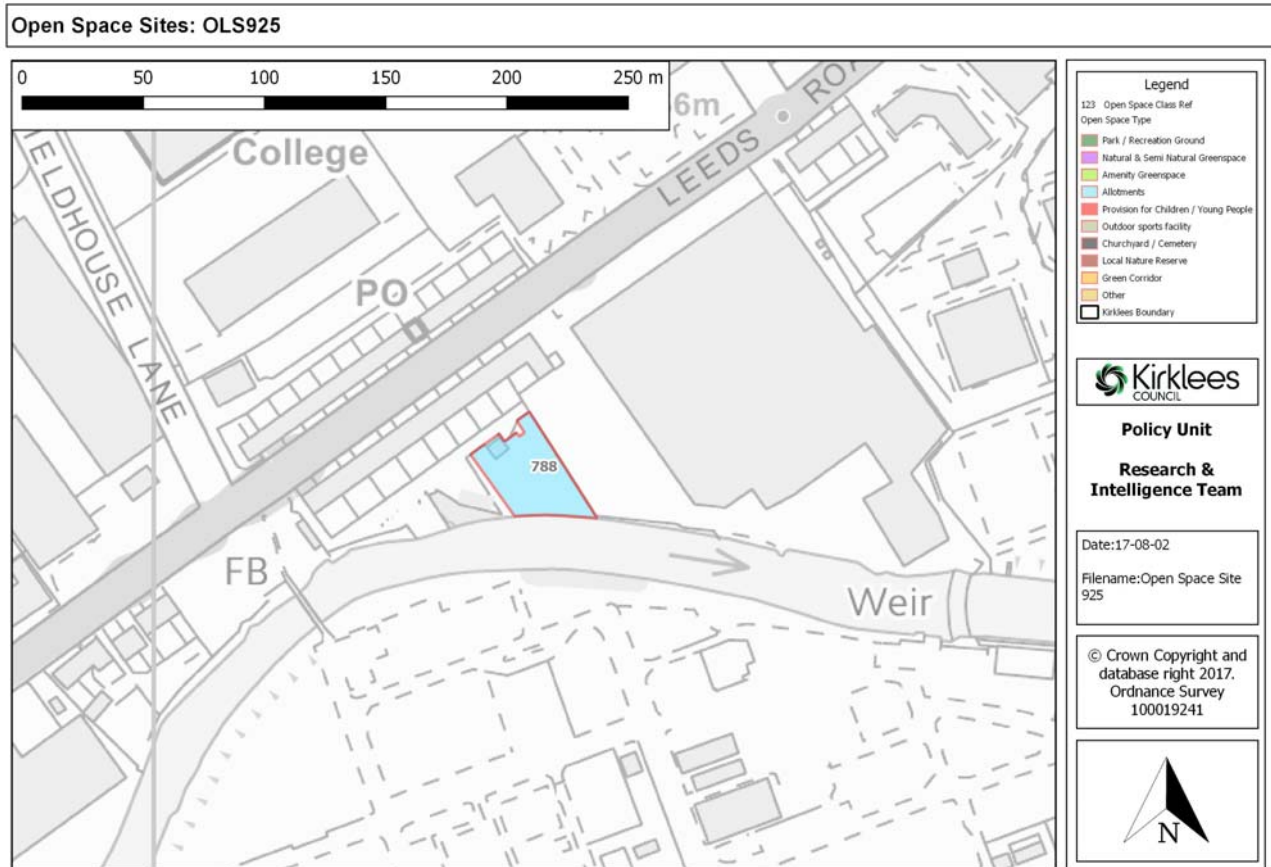 Open Space Sites: OLS925
0 50 100 150 200 250 m
6m
College
LEEDS ROA
IELDHOUSE LANE
PO
788
FB
Weir
Legend
123 Open Space Class Ref
Open Space Type
Park / Recreation Ground
Natural & Semi Natural Greenspace
Amenity Greenspace
Allotments
Provision for Children / Young People
Outdoor sports facility
Churchyard / Cemetery
Local Nature Reserve
Green Corridor
Other
Kirklees Boundary
Kirklees
COUNCIL
Policy Unit
Research &
Intelligence Team
Date:17-08-02
Filename:Open Space Site
925
© Crown Copyright and
database right 2017.
Ordnance Survey
100019241
N